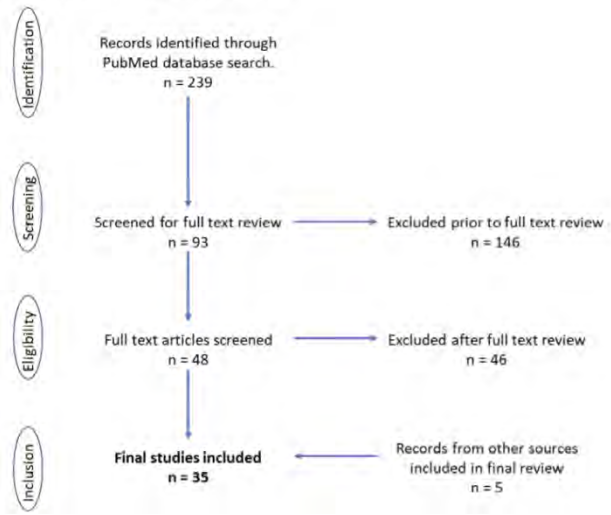 Identification
Records identified through
PubMed database search.
n = 239
Screening
Screened for full text review
n = 93
Excluded prior to full text review
n = 146
Eligibility
Full text articles screened
n = 48
Excluded after full text review
n = 46
Inclusion
Final studies included
n = 35
Records from other sources
included in final review
n = 5